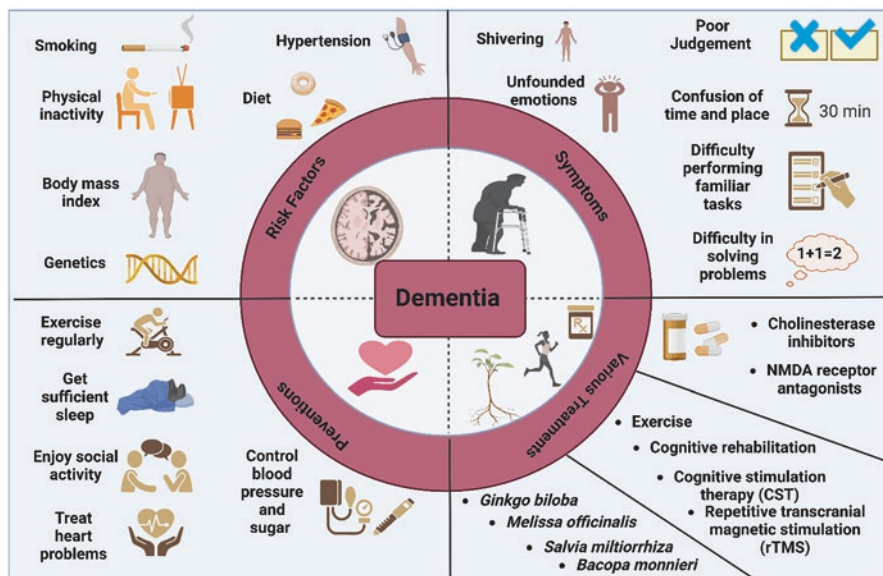 Smoking
Physical
inactivity
Body mass
index
Genetics
Hypertension
Diet
Risk Factors
Shivering
Unfounded
emotions
Poor
Judgement
Confusion of
time and place
30 min
Difficulty
performing
familiar
tasks
Difficulty in
solving
problems
1+1=2
Symptoms
Dementia
Exercise
regularly
Get
sufficient
sleep
Enjoy social
activity
Treat
heart
problems
Control
blood
pressure
and
sugar
Preventions
Rx
Various Treatments
• Cholinesterase
inhibitors
• NMDA receptor
antagonists
• Exercise
• Cognitive rehabilitation
• Cognitive stimulation
therapy (CST)
• Repetitive transcranial
magnetic stimulation
(rTMS)
• Ginkgo biloba
• Melissa officinalis
• Salvia miltiorrhiza
• Bacopa monnieri